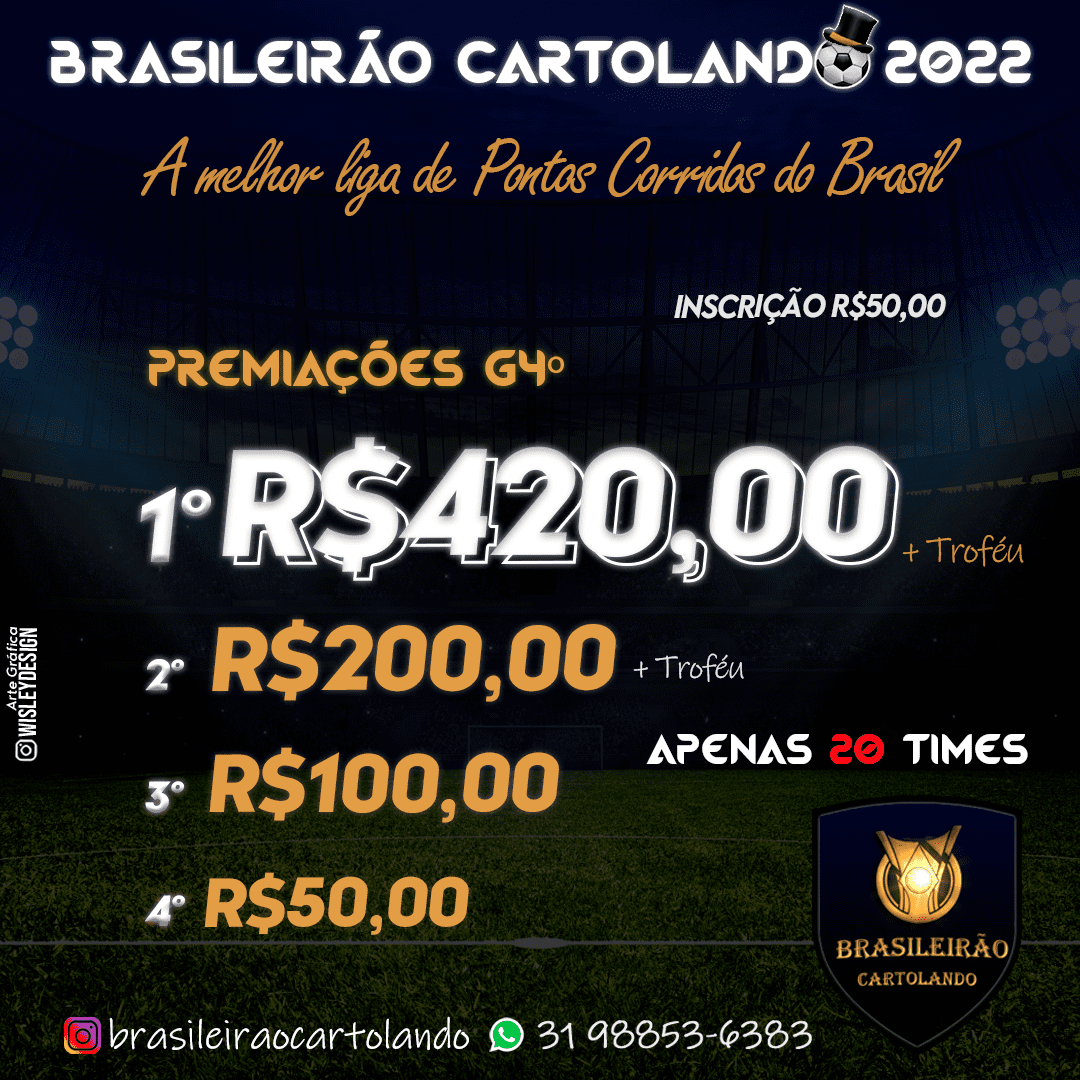 BRASILEIRÃO CARTOLANDO 2022
A melhor liga de Pontos Corridos do Brasil
INSCRIÇÃO R$50,00
PREMIAÇÕES G4º
1º R$420,00 + Troféu
2º R$200,00 + Troféu
Arte Gráfica
WISLEYDESIGN
APENAS 20 TIMES
3º R$100,00
4º R$50,00
BRASILEIRÃO
CARTOLANDO
brasileiraocartolando 31 98853-6383